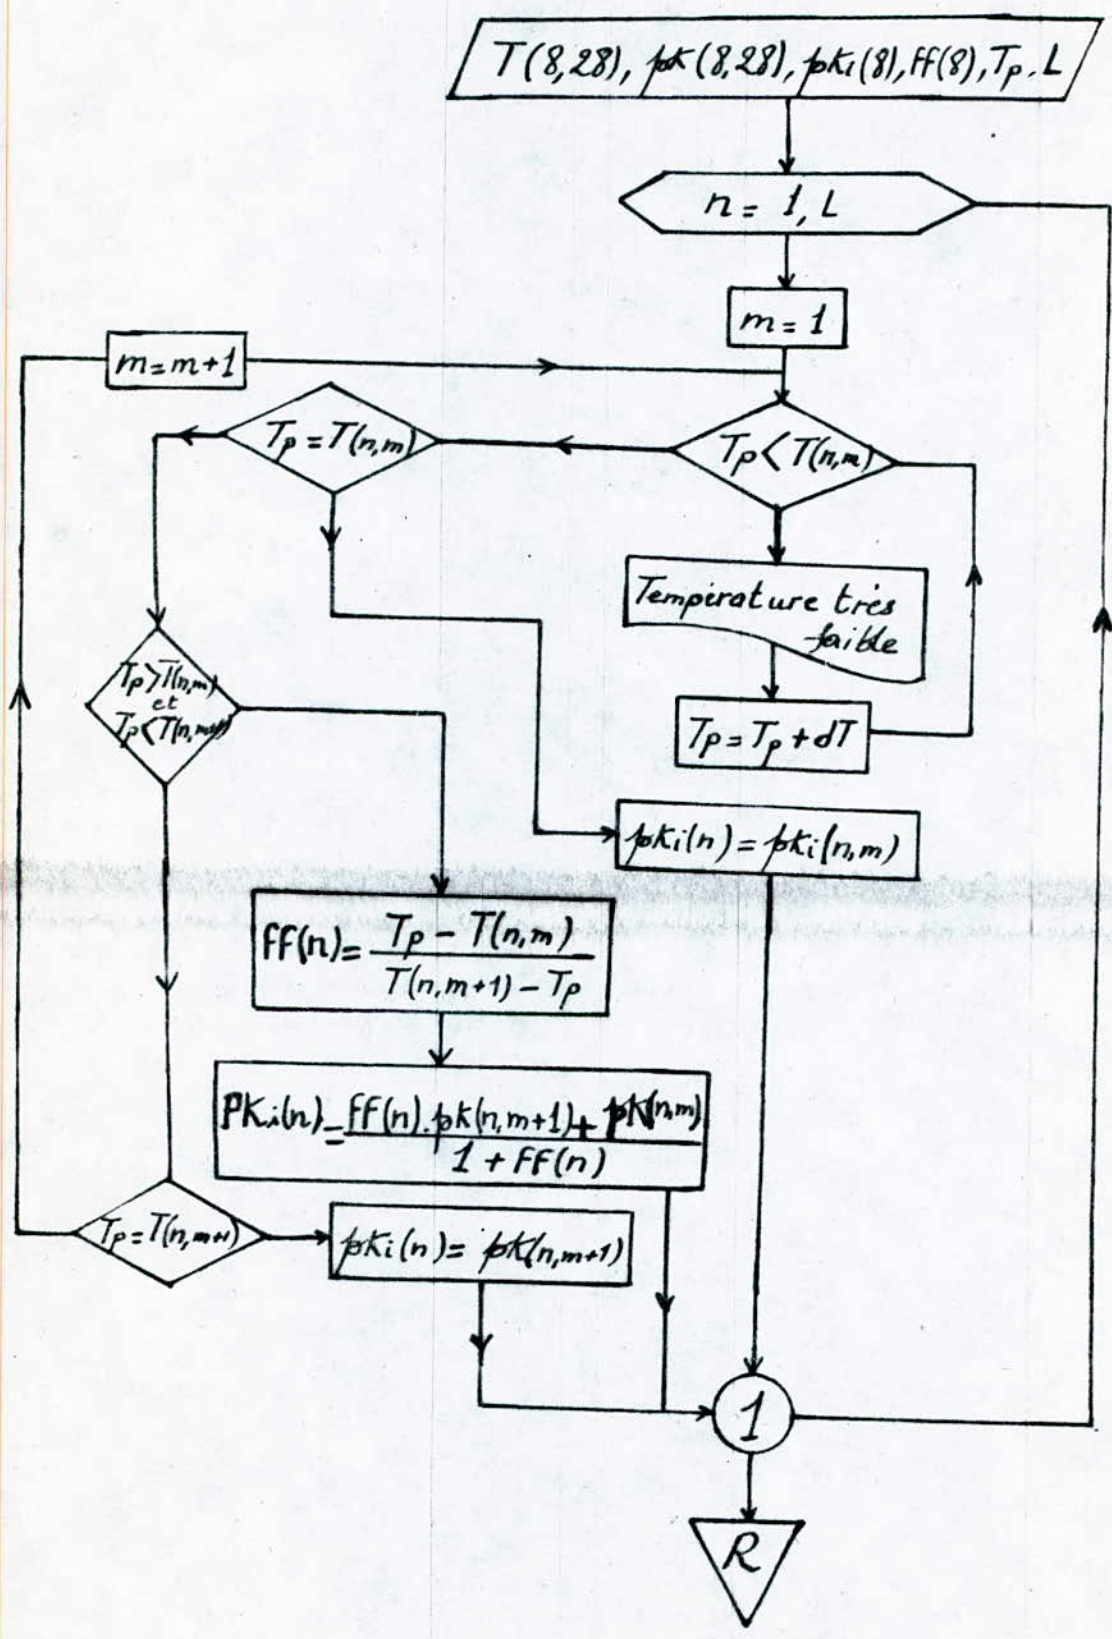 T(8,28), pK(8,28), pKi(8), FF(8), Tp, L
n = 1, L
m = 1
m = m+1
Tp = T(n,m)
Tp < T(n,m)
Température très
faible
Tp > T(n,m)
et
Tp < T(n,m+1)
Tp = Tp + dT
pKi(n) = pKi(n,m)
FF(n) = Tp - T(n,m)
T(n,m+1) - Tp
PKi(n) = FF(n).pK(n,m+1) + pK(n,m)
1 + FF(n)
Tp = T(n,m+1)
pKi(n) = pK(n,m+1)
1
R